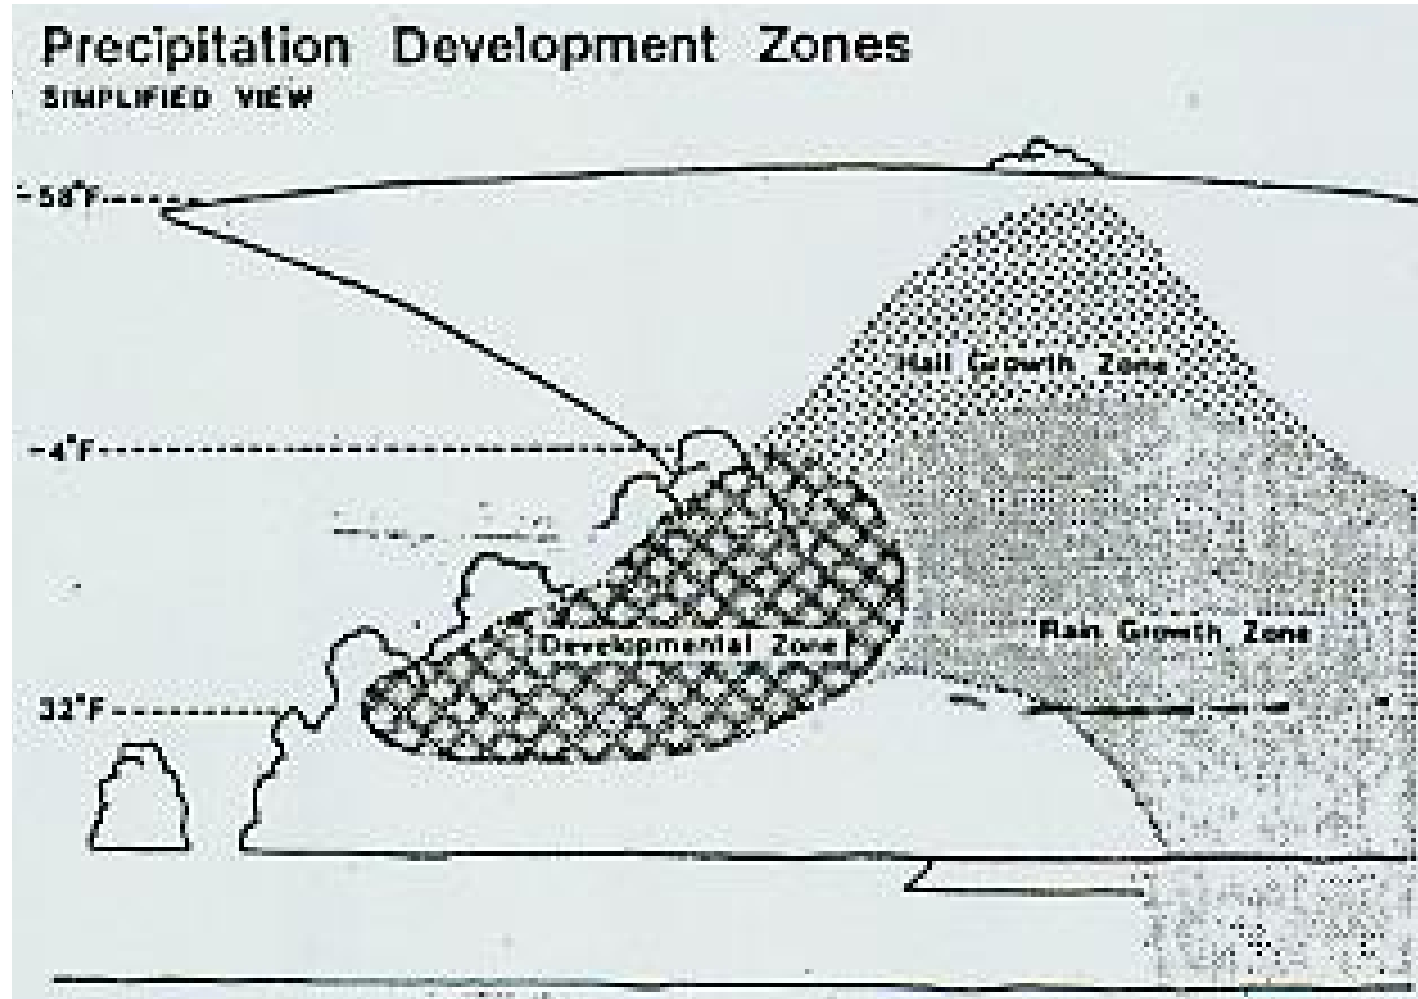 Precipitation Development Zones
SIMPLIFIED VIEW
-58°F
Hail Growth Zone
-4°F
Rain Growth Zone
Developmental Zone
32°F